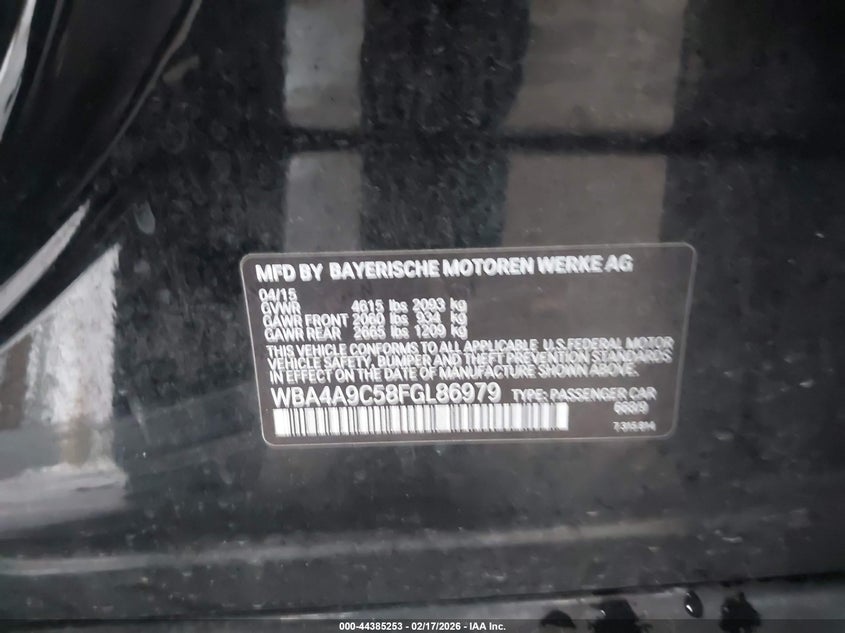 MFD BY BAYERISCHE MOTOREN WERKE AG
04/15
GVWR 4615 lbs 2093 kg
GAWR FRONT 2060 lbs 934 kg
GAWR REAR 2665 lbs 1209 kg
THIS VEHICLE CONFORMS TO ALL APPLICABLE U.S.FEDERAL MOTOR
VEHICLE SAFETY, BUMPER AND THEFT PREVENTION STANDARDS
IN EFFECT ON THE DATE OF MANUFACTURE SHOWN ABOVE.
WBA4A9C58FGL86979 TYPE: PASSENGER CAR
000-44385253 - 02/17/2026 - IAA Inc.